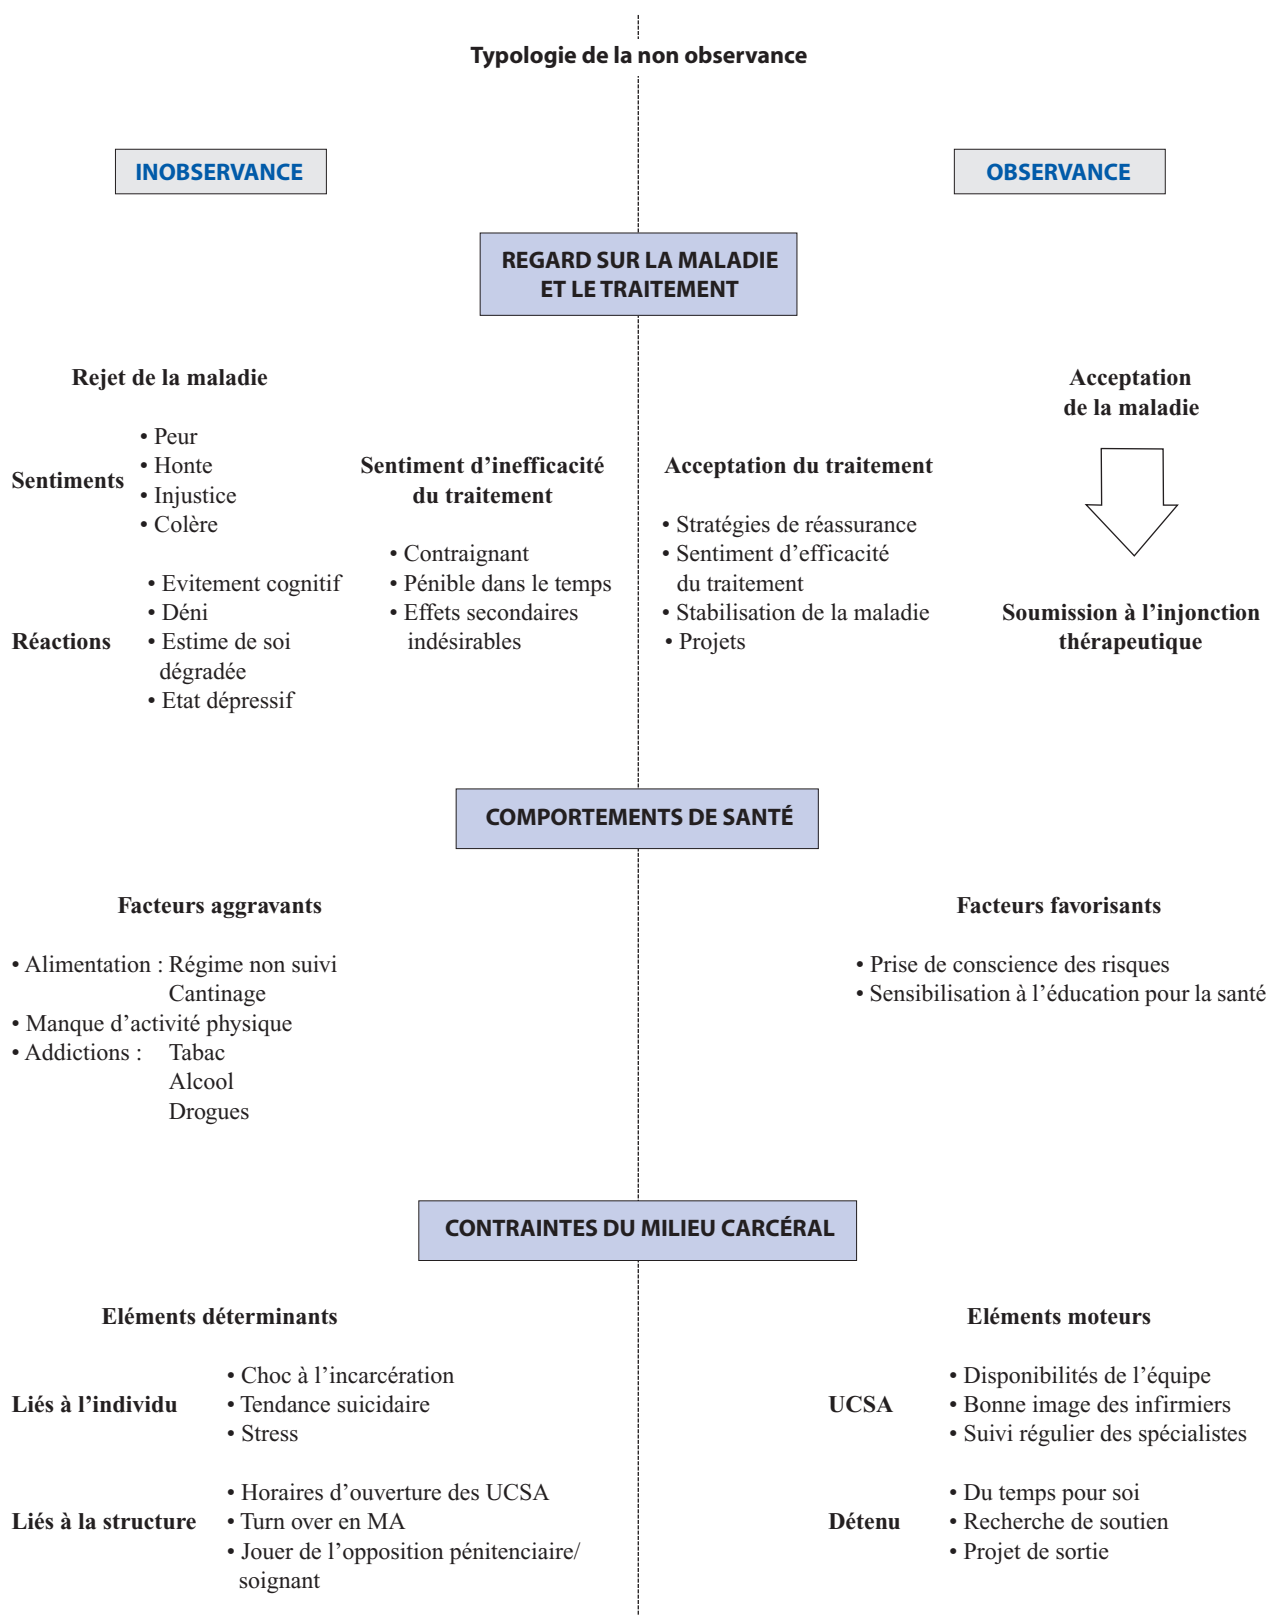 Typologie de la non observance
INOBSERVANCE
OBSERVANCE
REGARD SUR LA MALADIE
ET LE TRAITEMENT
Rejet de la maladie
Sentiments
• Peur
• Honte
• Injustice
• Colère
Réactions
• Evitement cognitif
• Déni
• Estime de soi
dégradée
• Etat dépressif
Sentiment d’inefficacité
du traitement
• Contraignant
• Pénible dans le temps
• Effets secondaires
indésirables
Acceptation du traitement
• Stratégies de réassurance
• Sentiment d’efficacité
du traitement
• Stabilisation de la maladie
• Projets
Acceptation
de la maladie
Soumission à l’injonction
thérapeutique
COMPORTEMENTS DE SANTÉ
Facteurs aggravants
• Alimentation : Régime non suivi
Cantinage
• Manque d’activité physique
• Addictions : Tabac
Alcool
Drogues
Facteurs favorisants
• Prise de conscience des risques
• Sensibilisation à l’éducation pour la santé
CONTRAINTES DU MILIEU CARCÉRAL
Eléments déterminants
Liés à l’individu
• Choc à l’incarcération
• Tendance suicidaire
• Stress
Liés à la structure
• Horaires d’ouverture des UCSA
• Turn over en MA
• Jouer de l’opposition pénitenciaire/
soignant
Eléments moteurs
UCSA
• Disponibilités de l’équipe
• Bonne image des infirmiers
• Suivi régulier des spécialistes
Détenu
• Du temps pour soi
• Recherche de soutien
• Projet de sortie